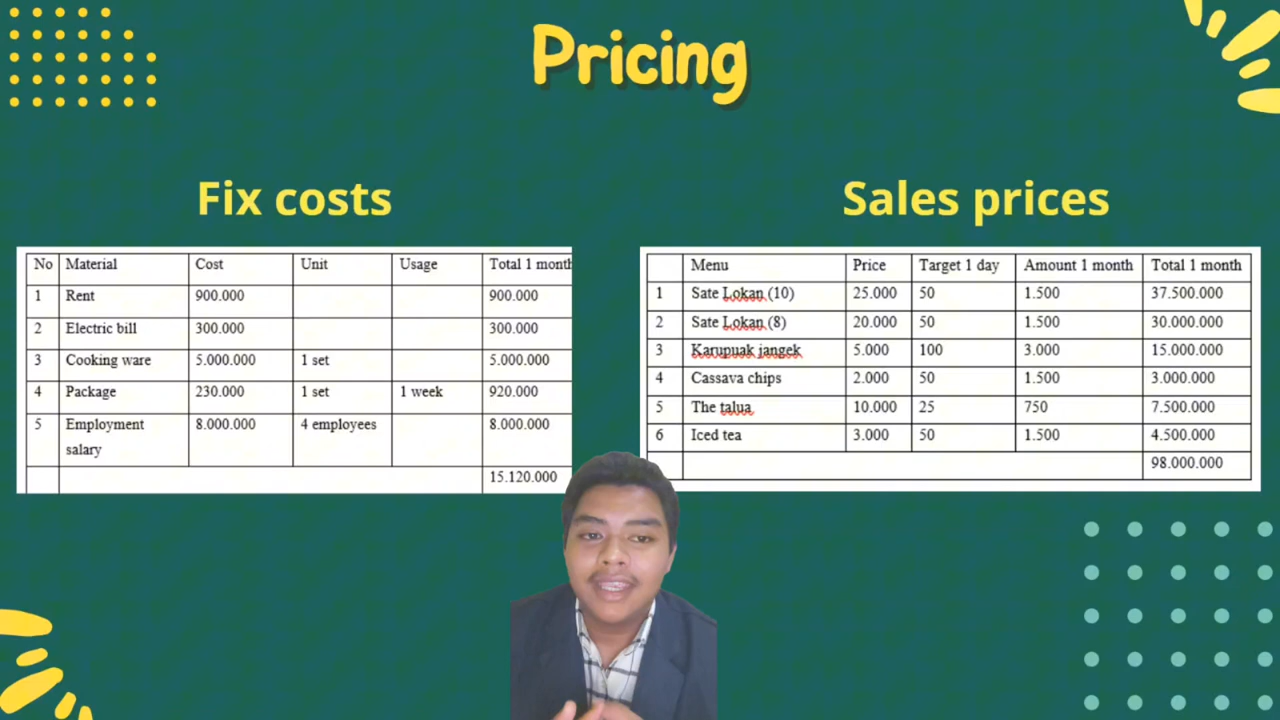 Pricing
Fix costs
No Material Cost Unit Usage Total 1 month
1 Rent 900.000 900.000
2 Electric bill 300.000 300.000
3 Cooking ware 5.000.000 1 set 5.000.000
4 Package 230.000 1 set 1 week 920.000
5 Employment 8.000.000 4 employees 8.000.000
salary
15.120.000
Sales prices
Menu Price Target 1 day Amount 1 month Total 1 month
1 Sate Lokan (10) 25.000 50 1.500 37.500.000
2 Sate Lokan (8) 20.000 50 1.500 30.000.000
3 Karupuak jangek 5.000 100 3.000 15.000.000
4 Cassava chips 2.000 50 1.500 3.000.000
5 The talua 10.000 25 750 7.500.000
6 Iced tea 3.000 50 1.500 4.500.000
98.000.000